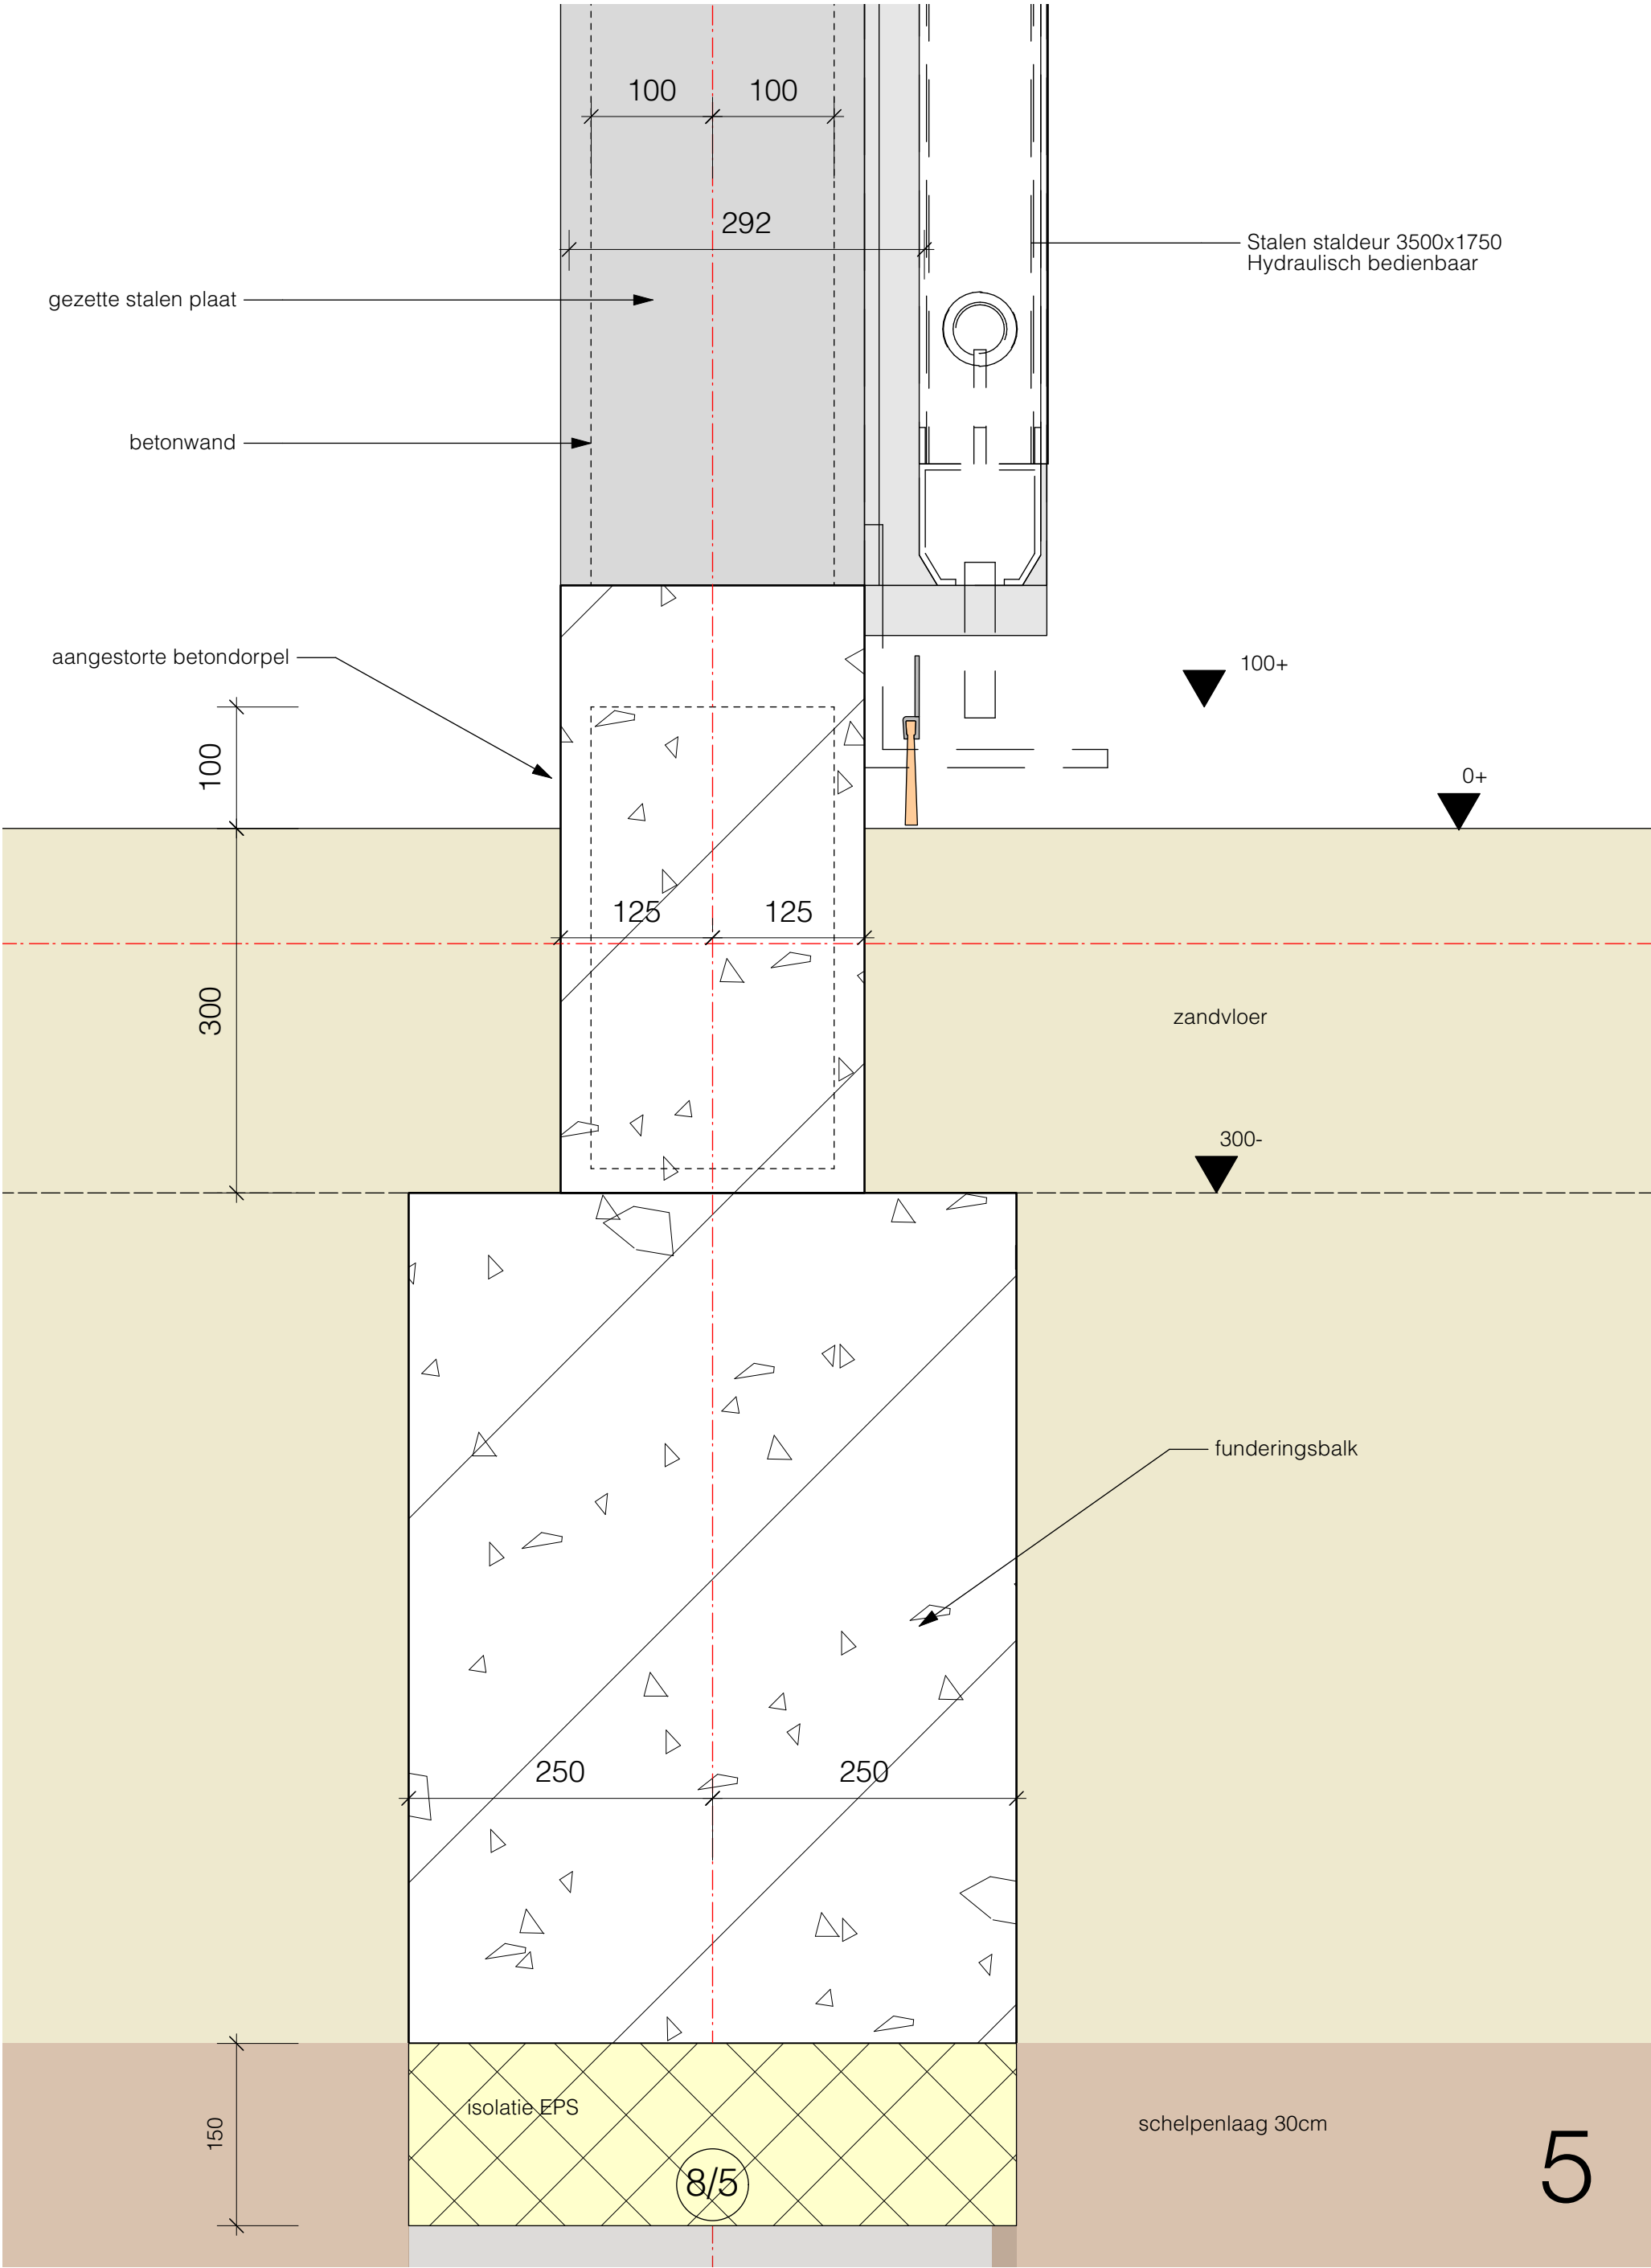 100 100
292
Stalen staldeur 3500x1750
Hydraulisch bedienbaar
gezette stalen plaat
betonwand
aangestorte betondorpel
100+
100
0+
125 125
300
zandvloer
300-
funderingsbalk
250 250
isolatie EPS
150
schelpenlaag 30cm
8/5
5